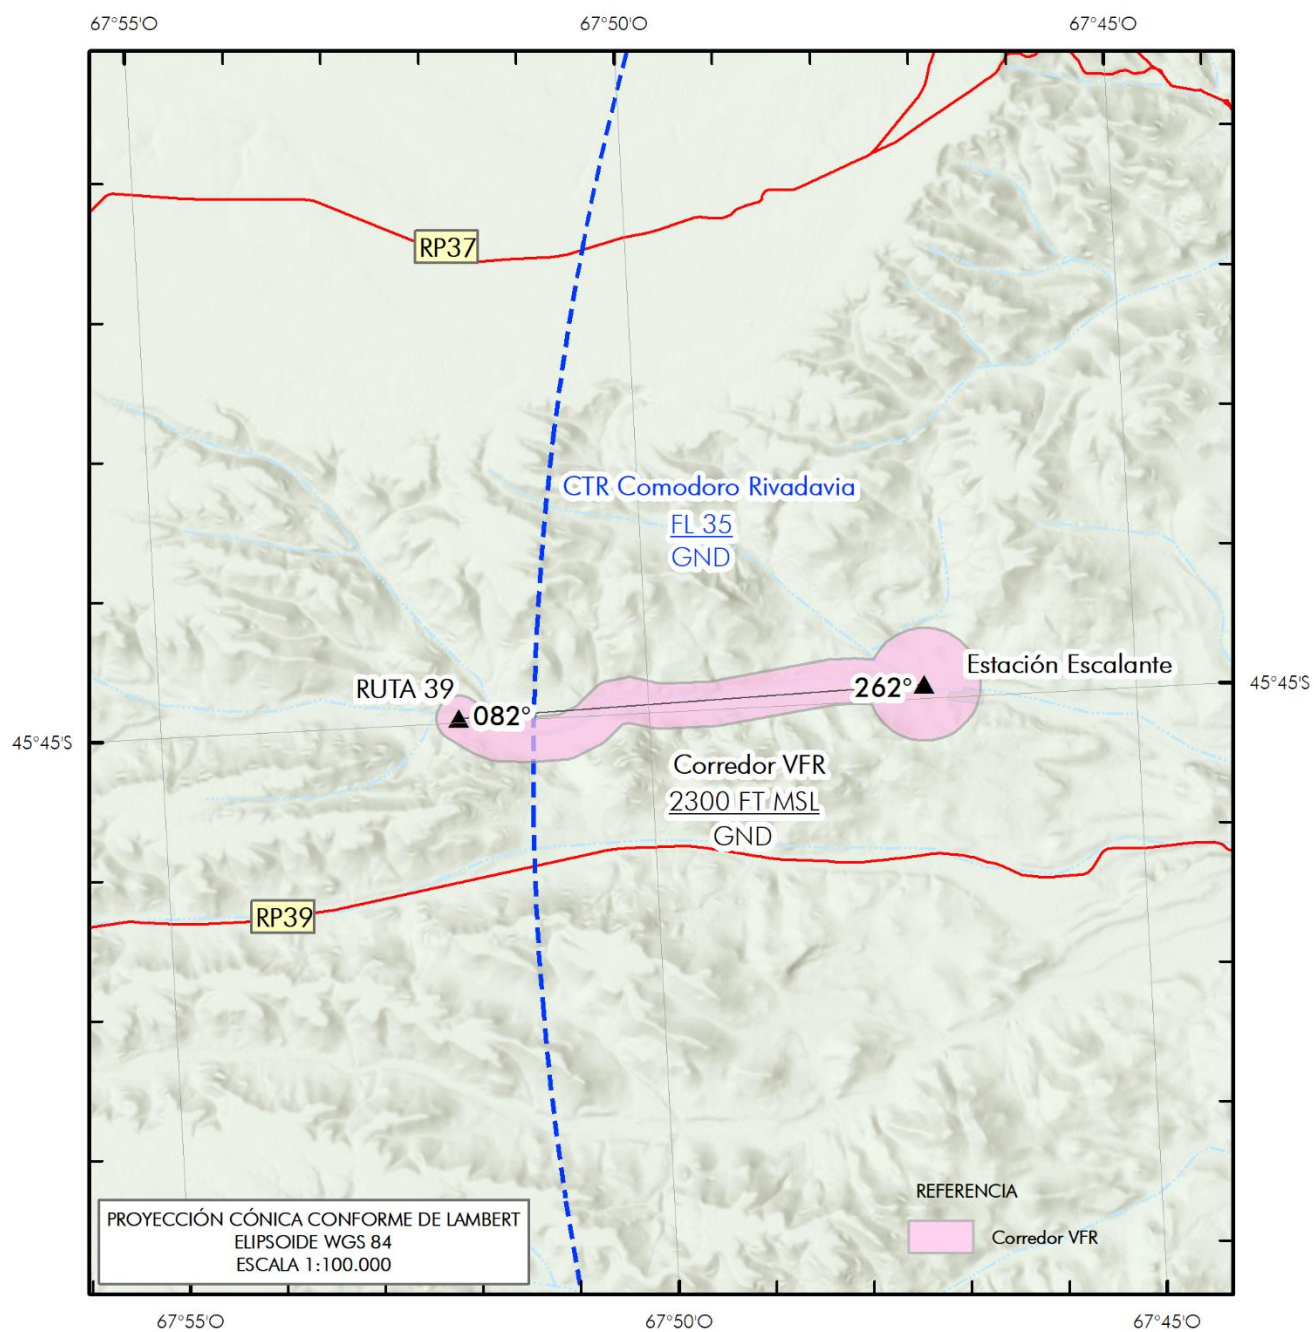 67°55'O
67°50'O
67°45'O
RP37
CTR Comodoro Rivadavia
FL 35
GND
Estación Escalante
RUTA 39
262°
082°
45°45'S
45°45'S
Corredor VFR
2300 FT MSL
GND
RP39
REFERENCIA
Corredor VFR
PROYECCIÓN CÓNICA CONFORME DE LAMBERT
ELIPSOIDE WGS 84
ESCALA 1:100.000
67°55'O
67°50'O
67°45'O